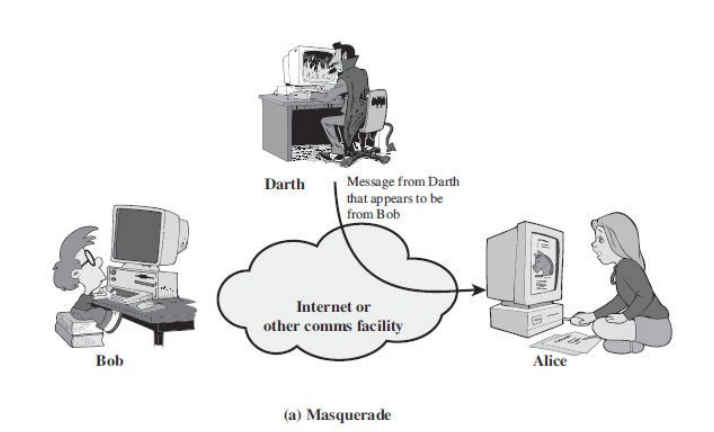 Darth
Message from Darth
that appears to be
from Bob
Internet or
other comms facility
Bob
Alice
(a) Masquerade